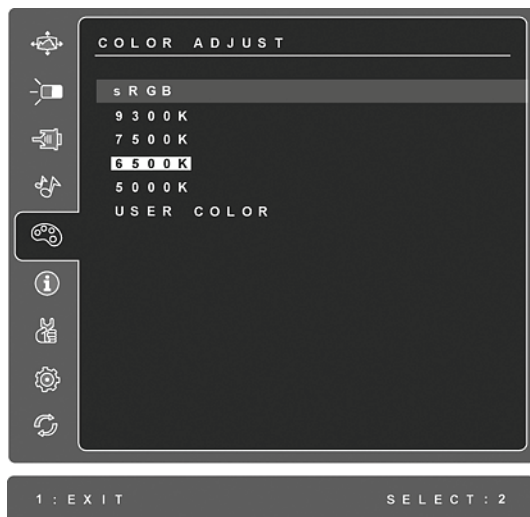 COLOR ADJUST
sRGB
9300K
7500K
6500K
5000K
USER COLOR
1:EXIT
SELECT:2